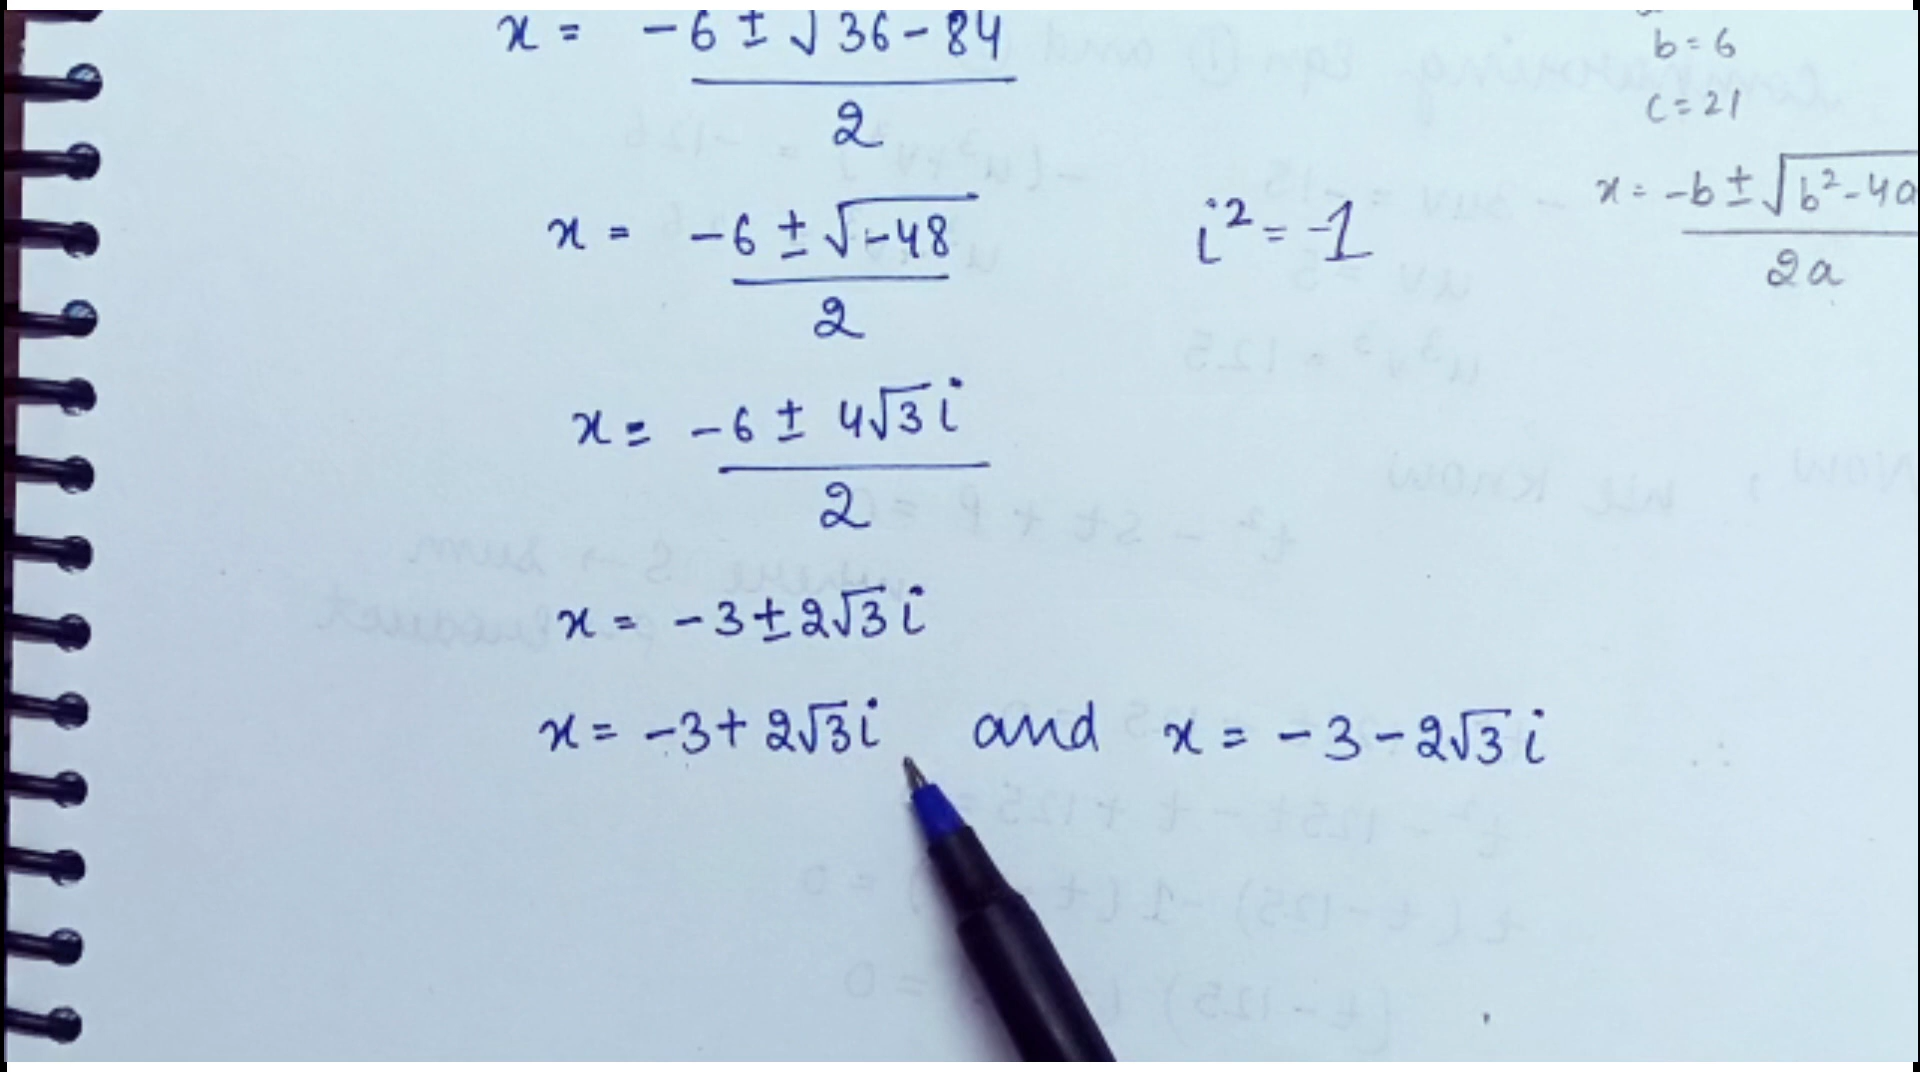 x = -6 ± √36-84
2
b=6
c=21
x = -6 ± √-48
2
i² = -1
x = -b ± √b²-4a
2a
x = -6 ± 4√3 i
2
x = -3 ± 2√3 i
x = -3 + 2√3 i and x = -3 - 2√3 i